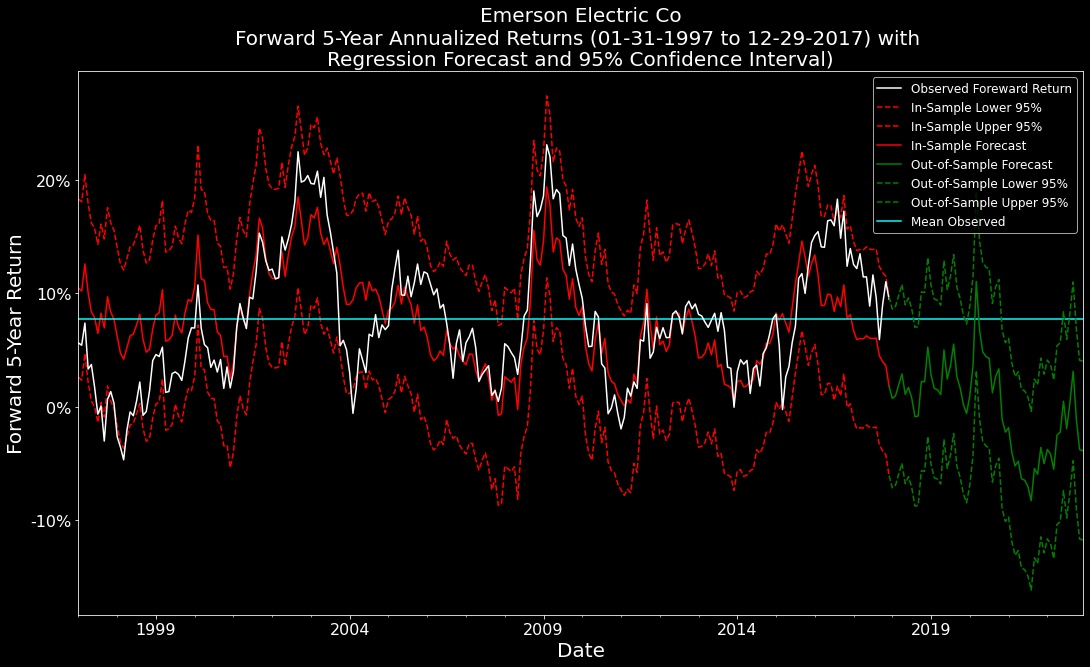 Emerson Electric Co
Forward 5-Year Annualized Returns (01-31-1997 to 12-29-2017) with
Regression Forecast and 95% Confidence Interval)
Observed Foreward Return
In-Sample Lower 95%
In-Sample Upper 95%
In-Sample Forecast
Out-of-Sample Forecast
Out-of-Sample Lower 95%
Out-of-Sample Upper 95%
Mean Observed
Forward 5-Year Return
20%
10%
0%
-10%
1999
2004
2009
2014
2019
Date